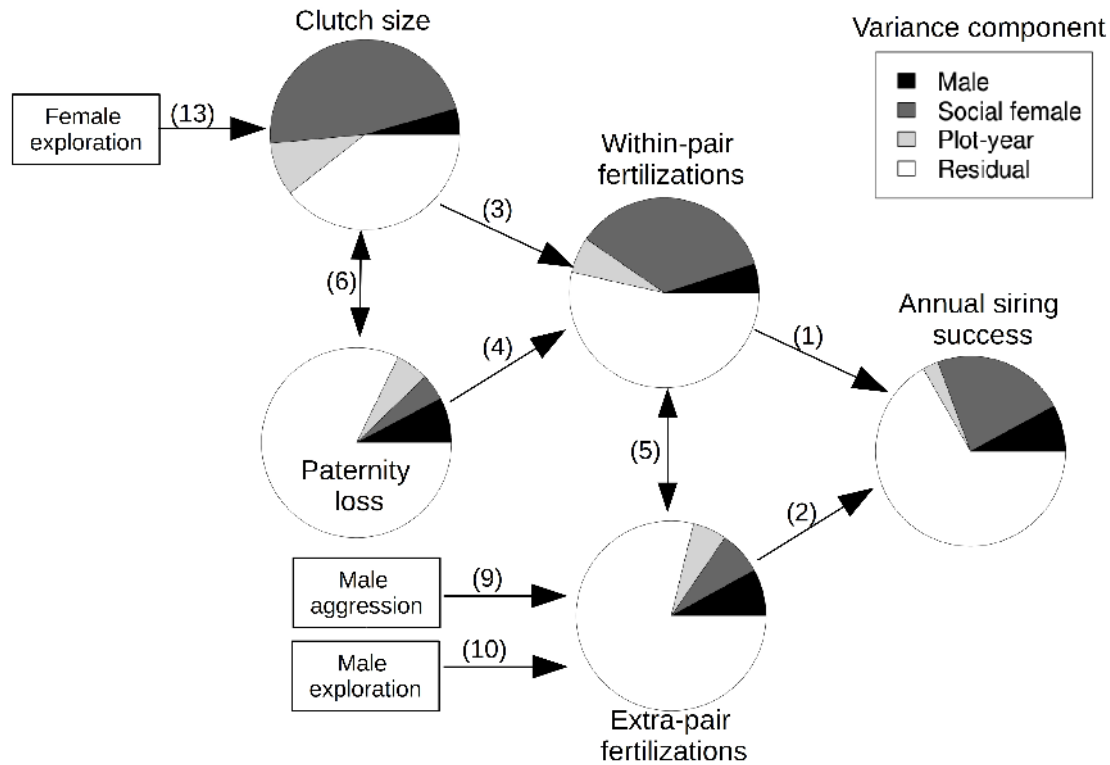 Clutch size
Variance component
Male
Social female
Plot-year
Residual
Female
exploration
(13)
Within-pair
fertilizations
(3)
(6)
Annual siring
success
(4)
(1)
Paternity
loss
(5)
(2)
Male
aggression
(9)
Male
exploration
(10)
Extra-pair
fertilizations